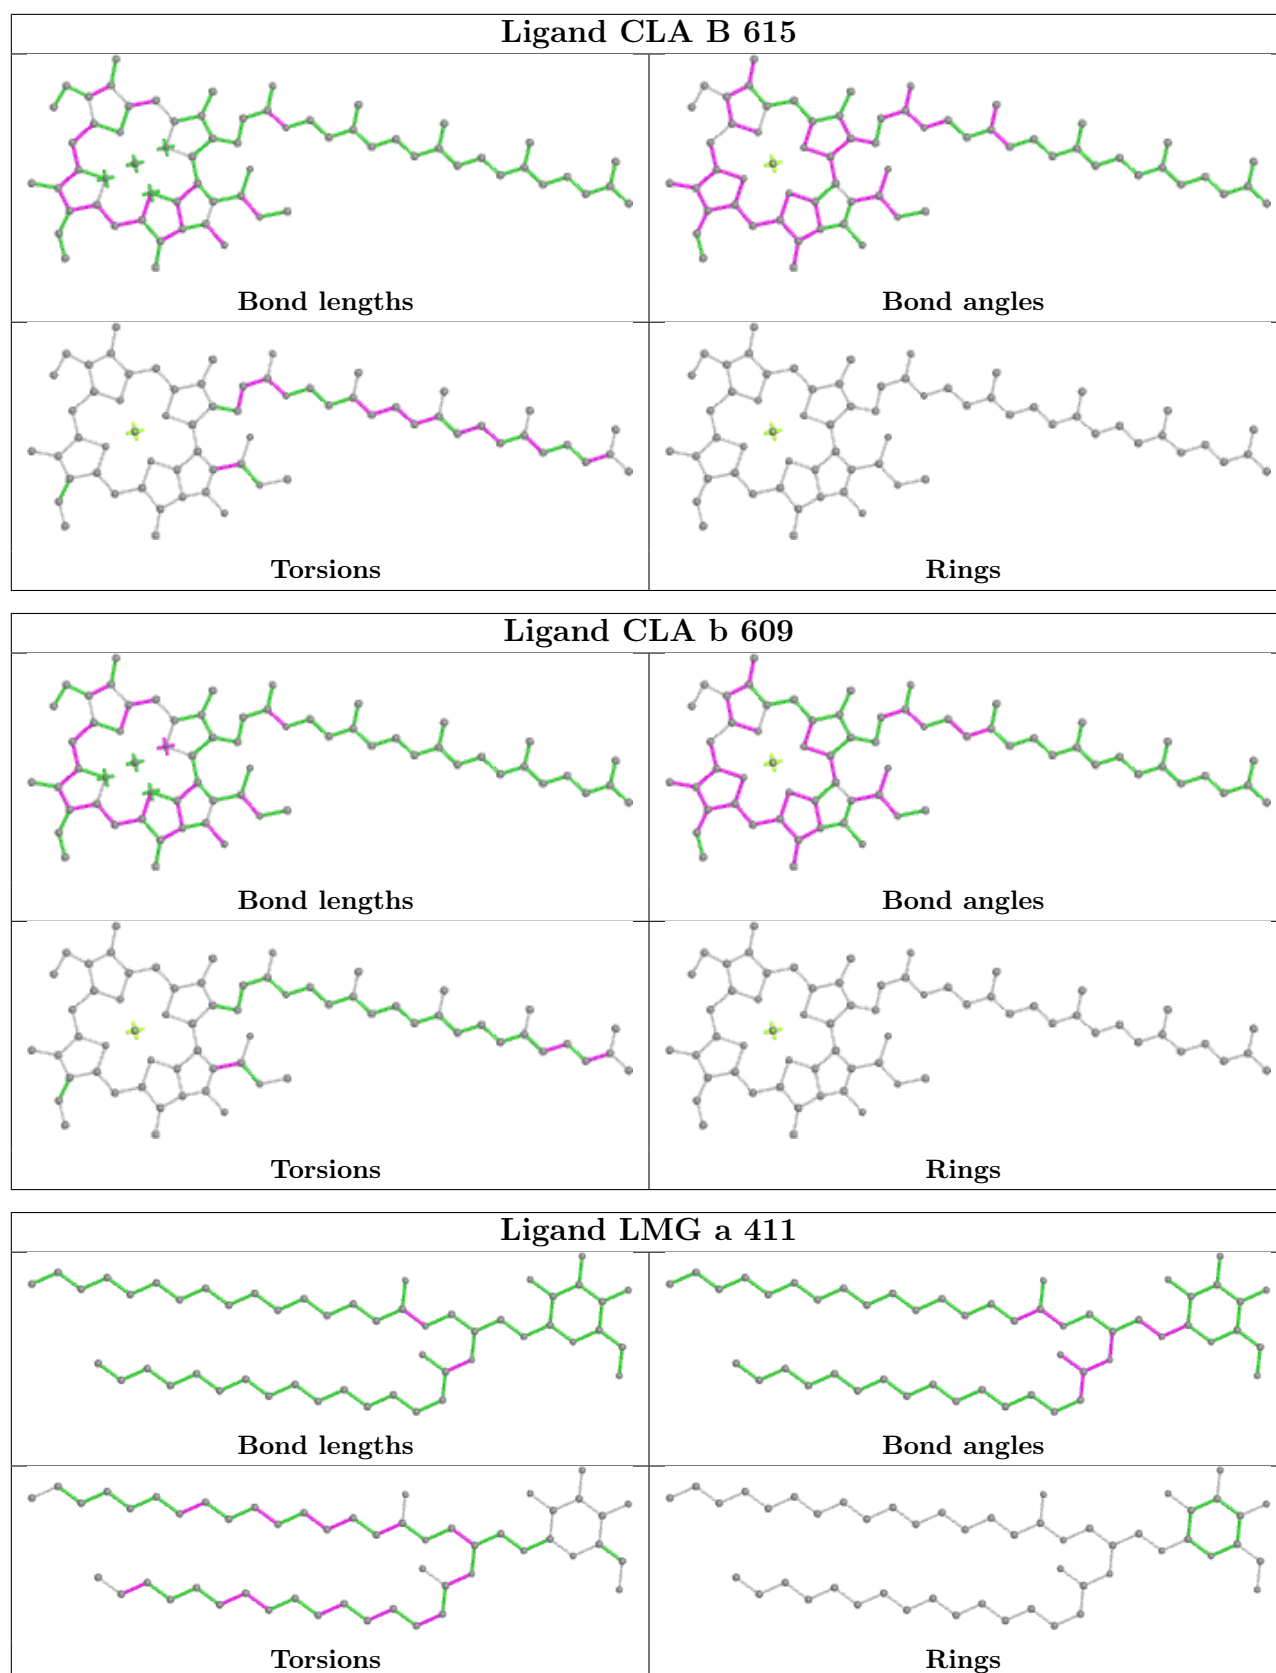 Ligand CLA B 615
Bond lengths
Bond angles
Torsions
Rings
Ligand CLA b 609
Bond lengths
Bond angles
Torsions
Rings
Ligand LMG a 411
Bond lengths
Bond angles
Torsions
Rings